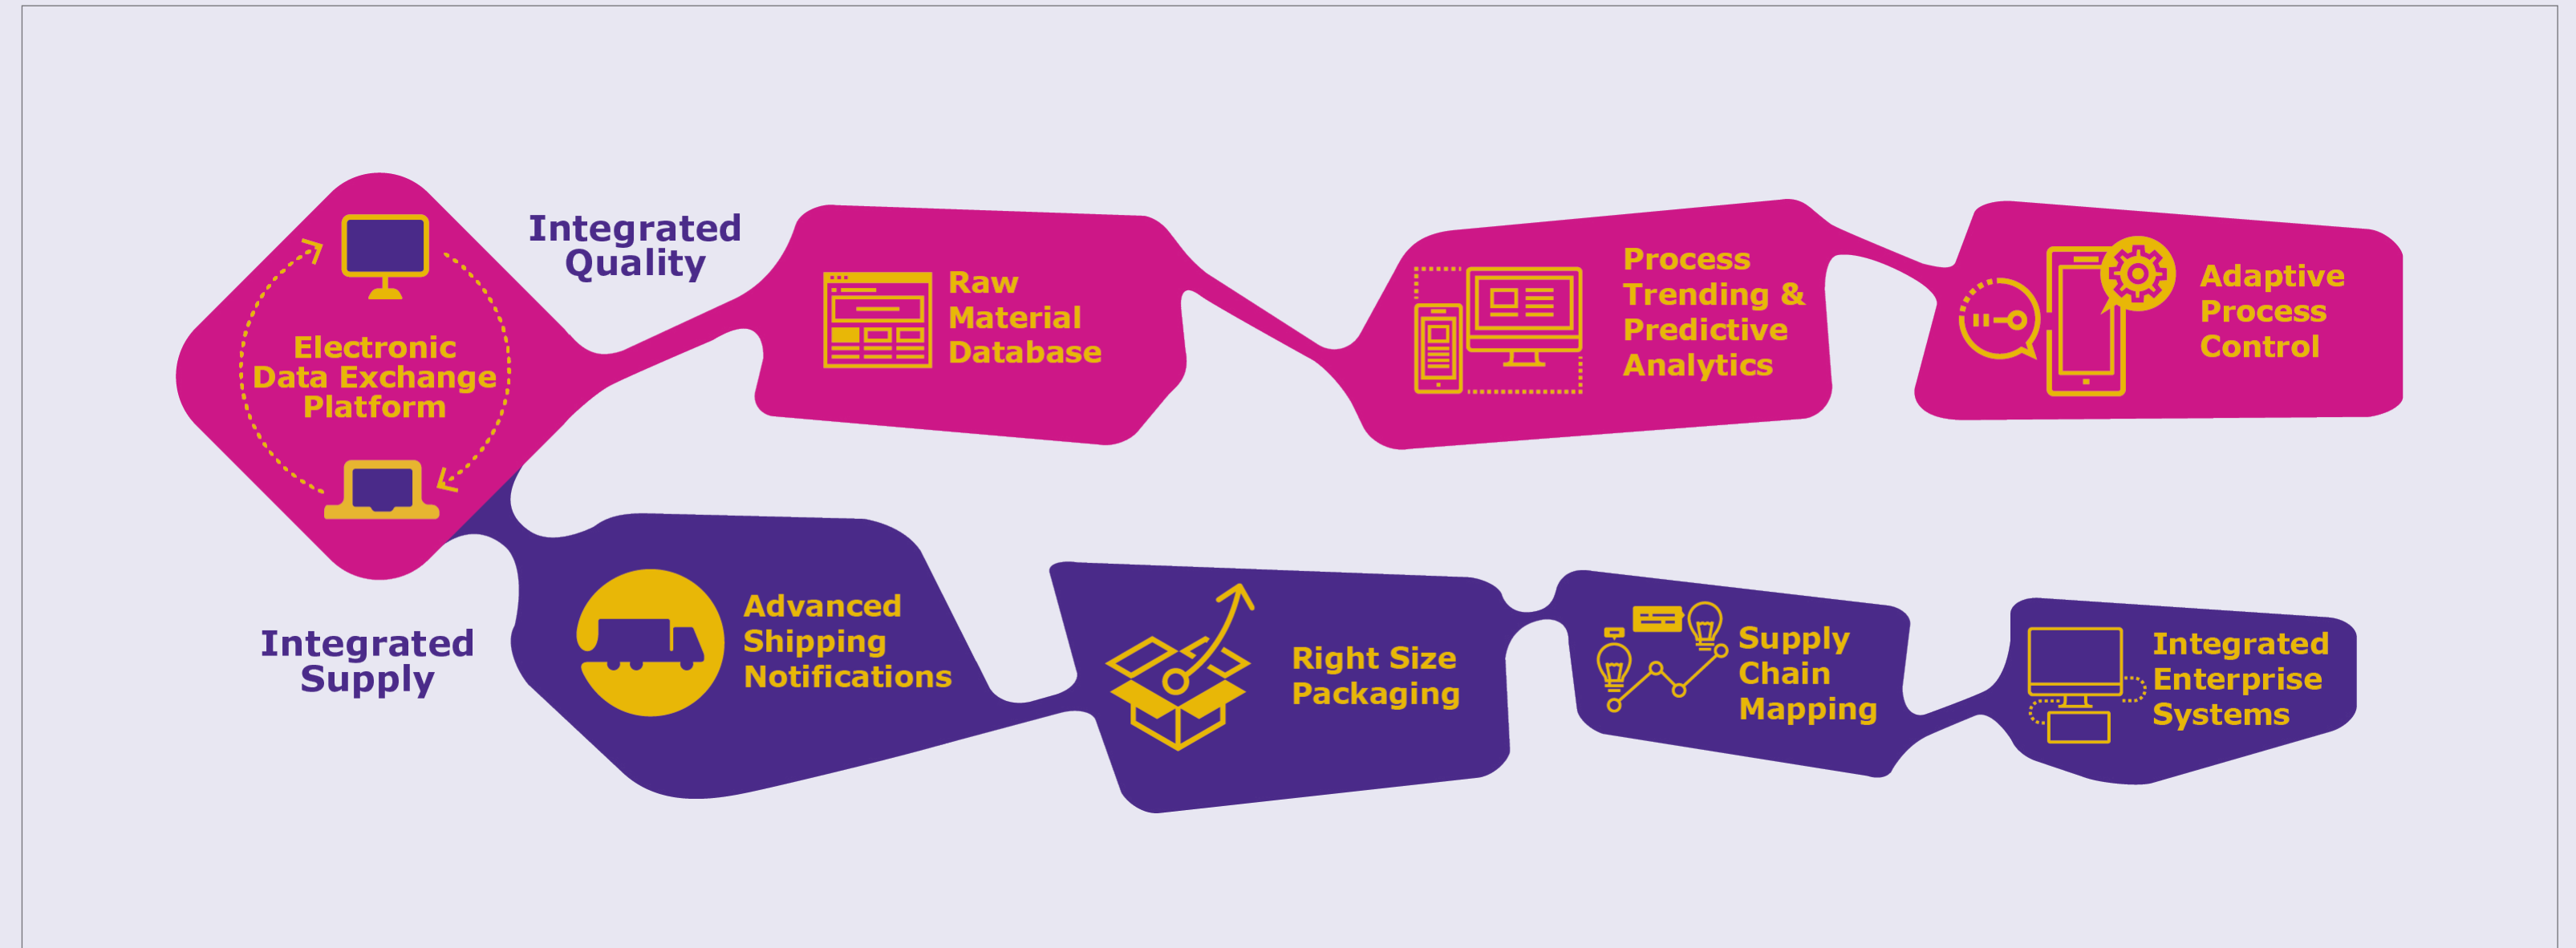 Integrated
Quality
Electronic
Data Exchange
Platform
Raw
Material
Database
Process
Trending &
Predictive
Analytics
Adaptive
Process
Control
Integrated
Supply
Advanced
Shipping
Notifications
Right Size
Packaging
Supply
Chain
Mapping
Integrated
Enterprise
Systems